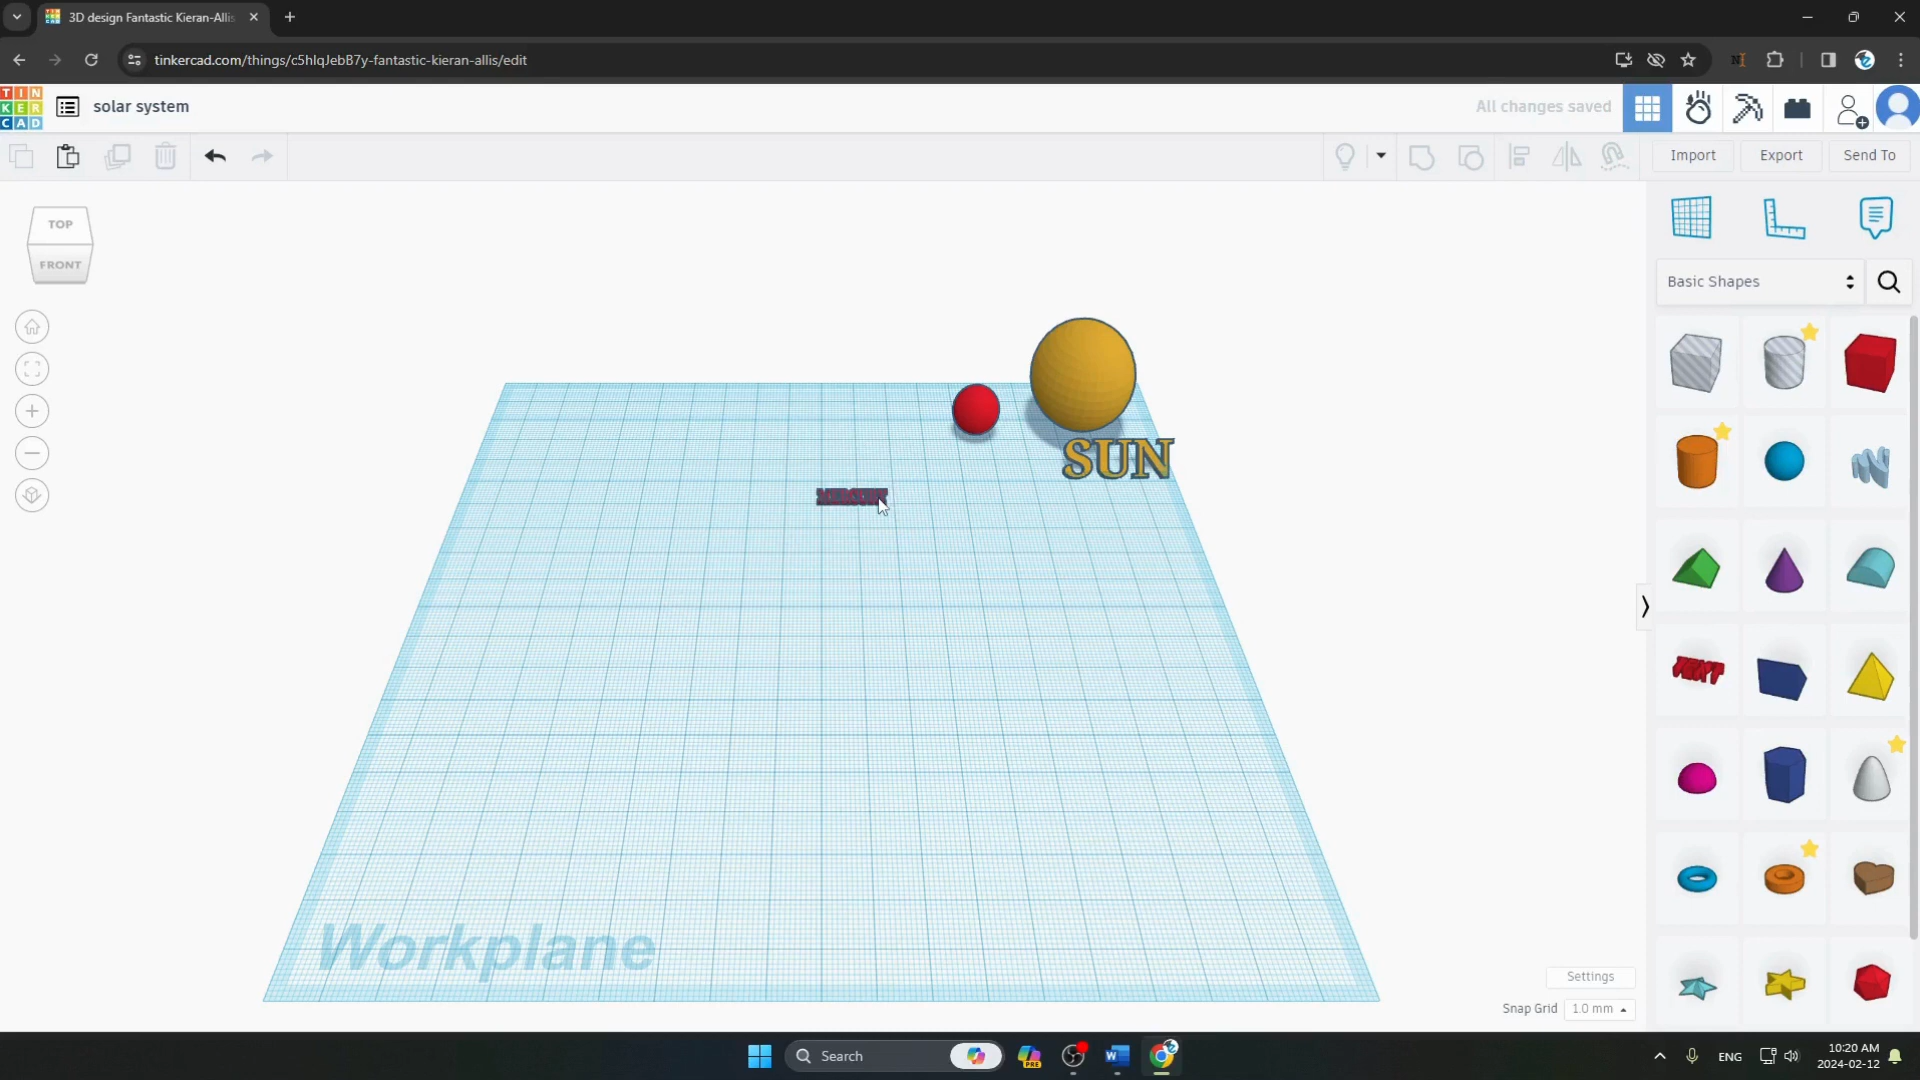 3D design Fantastic Kieran-Allis
tinkercad.com/things/c5hlqJebB7y-fantastic-kieran-allis/edit
TIN
KER
CAD
solar system
All changes saved
Import
Export
Send To
TOP
FRONT
Basic Shapes
SUN
TEXT
Workplane
Settings
Snap Grid
1.0 mm
Search
PRE
ENG
10:20 AM
2024-02-12